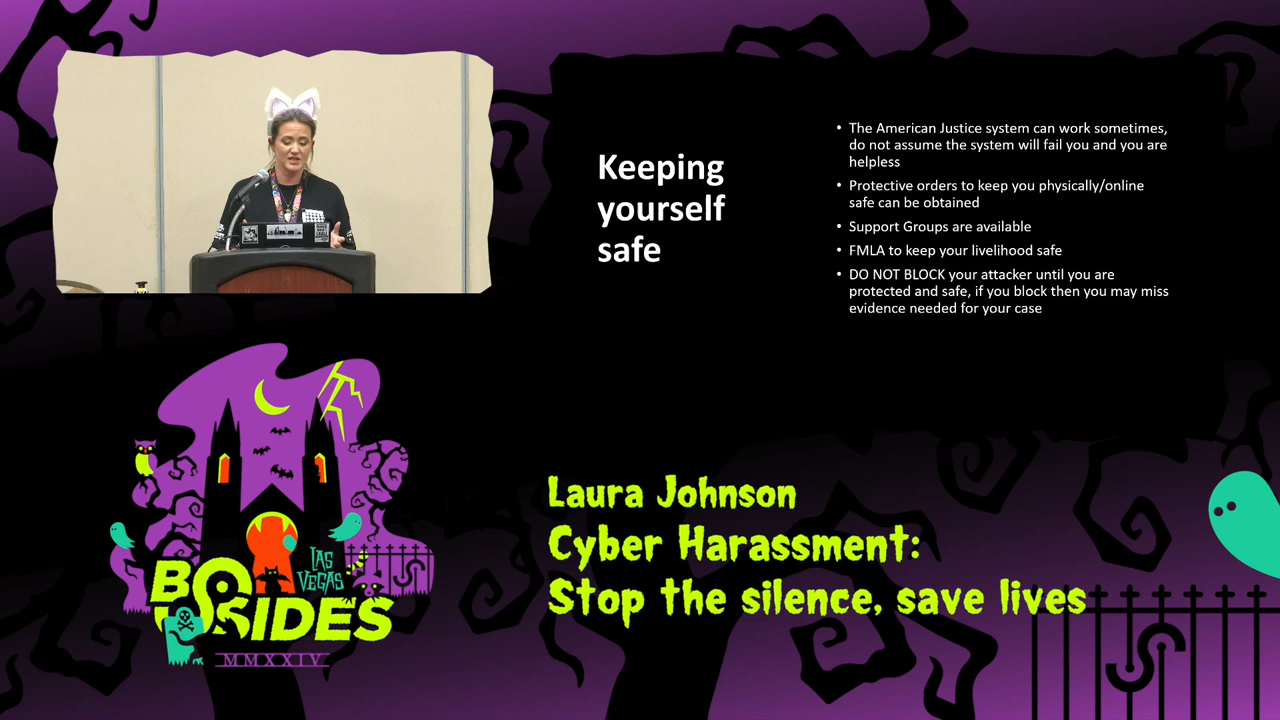 Keeping
yourself
safe
• The American Justice system can work sometimes,
do not assume the system will fail you and you are
helpless
• Protective orders to keep you physically/online
safe can be obtained
• Support Groups are available
• FMLA to keep your livelihood safe
• DO NOT BLOCK your attacker until you are
protected and safe, if you block then you may miss
evidence needed for your case
LAS
VEGAS
BSIDES
MMXXIV
Laura Johnson
Cyber Harassment:
Stop the silence, save lives